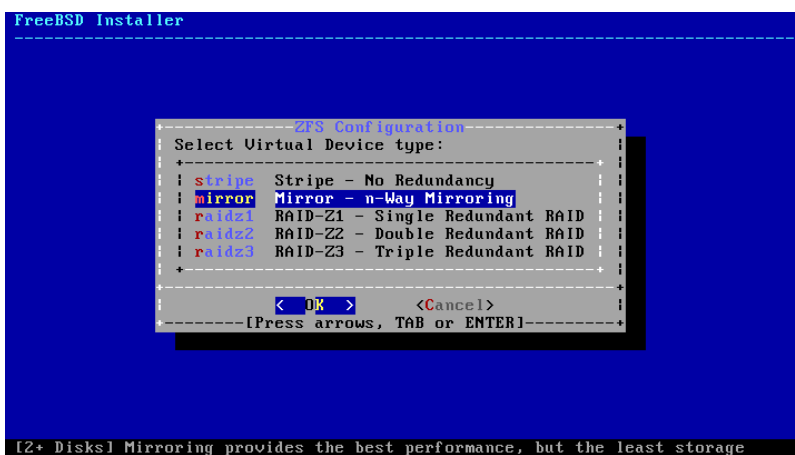 FreeBSD Installer
ZFS Configuration
Select Virtual Device type:
stripe Stripe - No Redundancy
mirror Mirror - n-Way Mirroring
raidz1 RAID-Z1 - Single Redundant RAID
raidz2 RAID-Z2 - Double Redundant RAID
raidz3 RAID-Z3 - Triple Redundant RAID
< OK > <Cancel>
[Press arrows, TAB or ENTER]
[2+ Disks] Mirroring provides the best performance, but the least storage